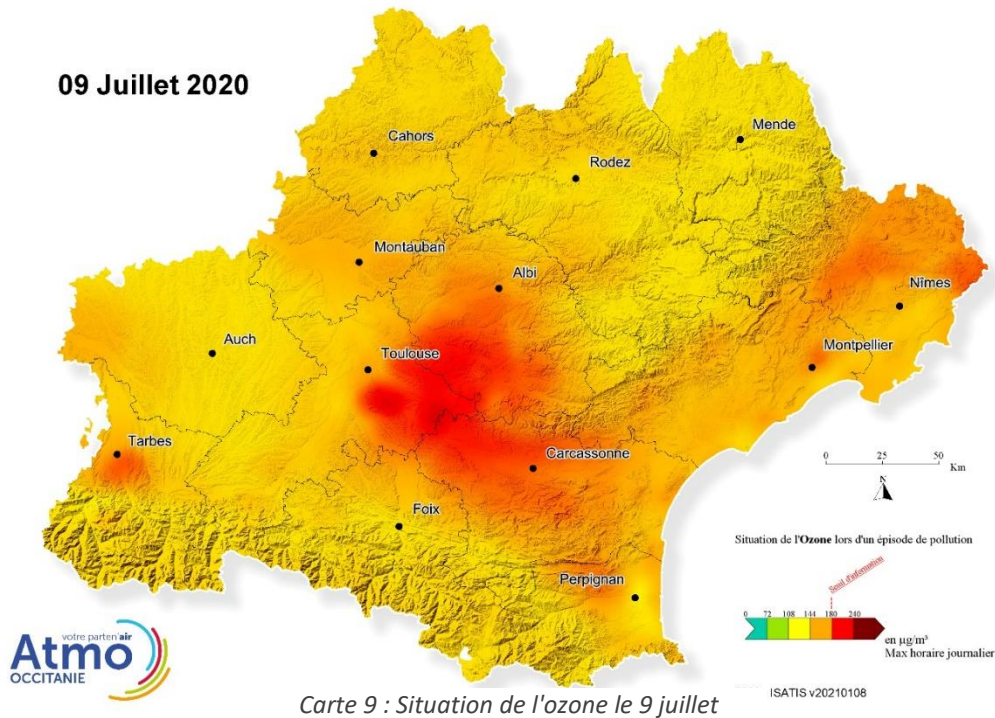 09 Juillet 2020
Cahors
Mende
Rodez
Montauban
Albi
Nîmes
Auch
Toulouse
Montpellier
Tarbes
Carcassonne
Foix
Perpignan
0 25 50
Km
N
Situation de l'Ozone lors d'un épisode de pollution
Seuil d'information
0 72 108 144 180 240
en µg/m³
Max horaire journalier
votre parten'air
Atmo
OCCITANIE
ISATIS v20210108
Carte 9 : Situation de l'ozone le 9 juillet